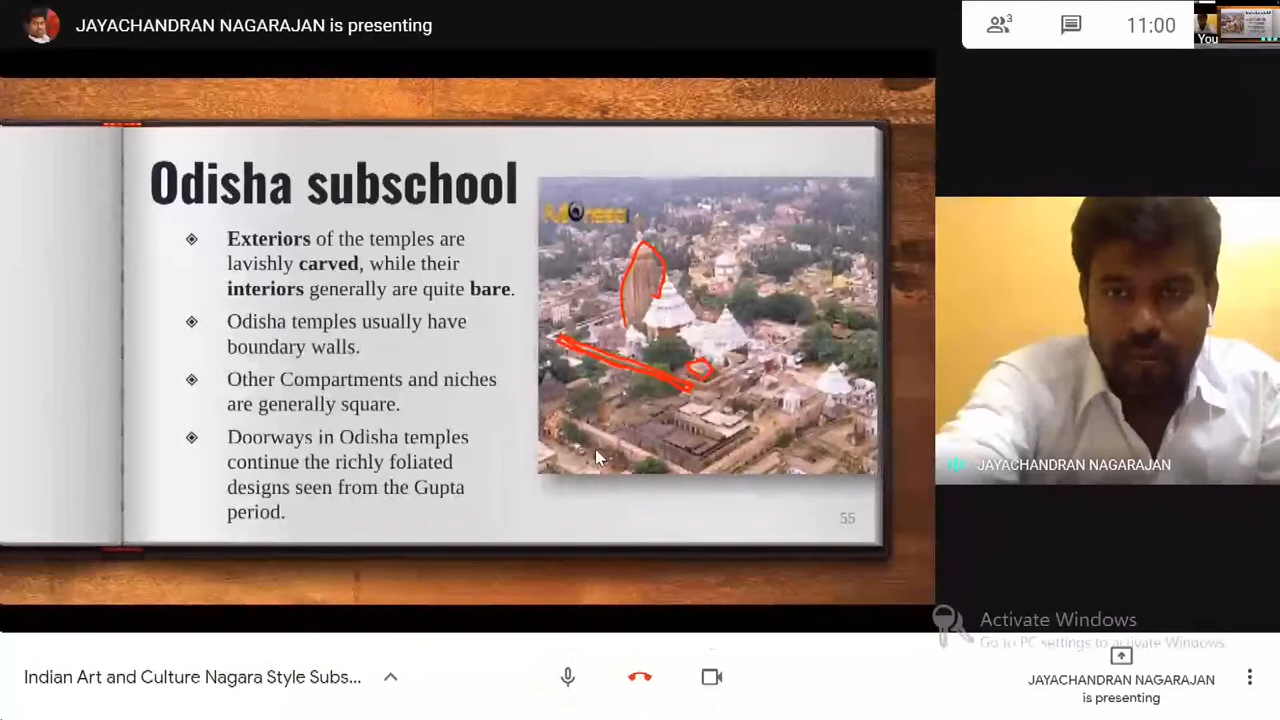 JAYACHANDRAN NAGARAJAN is presenting
3
11:00
You
Odisha subschool
Exteriors of the temples are
lavishly carved, while their
interiors generally are quite bare.
Odisha temples usually have
boundary walls.
Other Compartments and niches
are generally square.
Doorways in Odisha temples
continue the richly foliated
designs seen from the Gupta
period.
55
JAYACHANDRAN NAGARAJAN
Activate Windows
Go to PC settings to activate Windows.
Indian Art and Culture Nagara Style Subs...
JAYACHANDRAN NAGARAJAN
is presenting